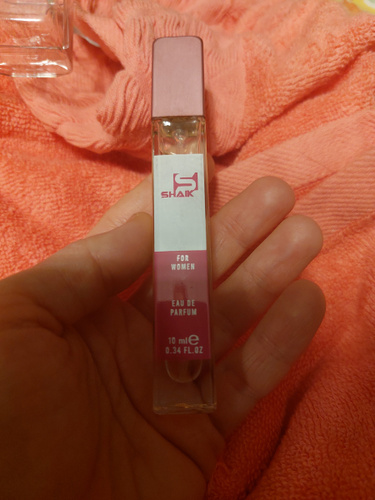 S
SHAIK
FOR
WOMEN
EAU DE
PARFUM
10 ml e
0.34 FL.OZ